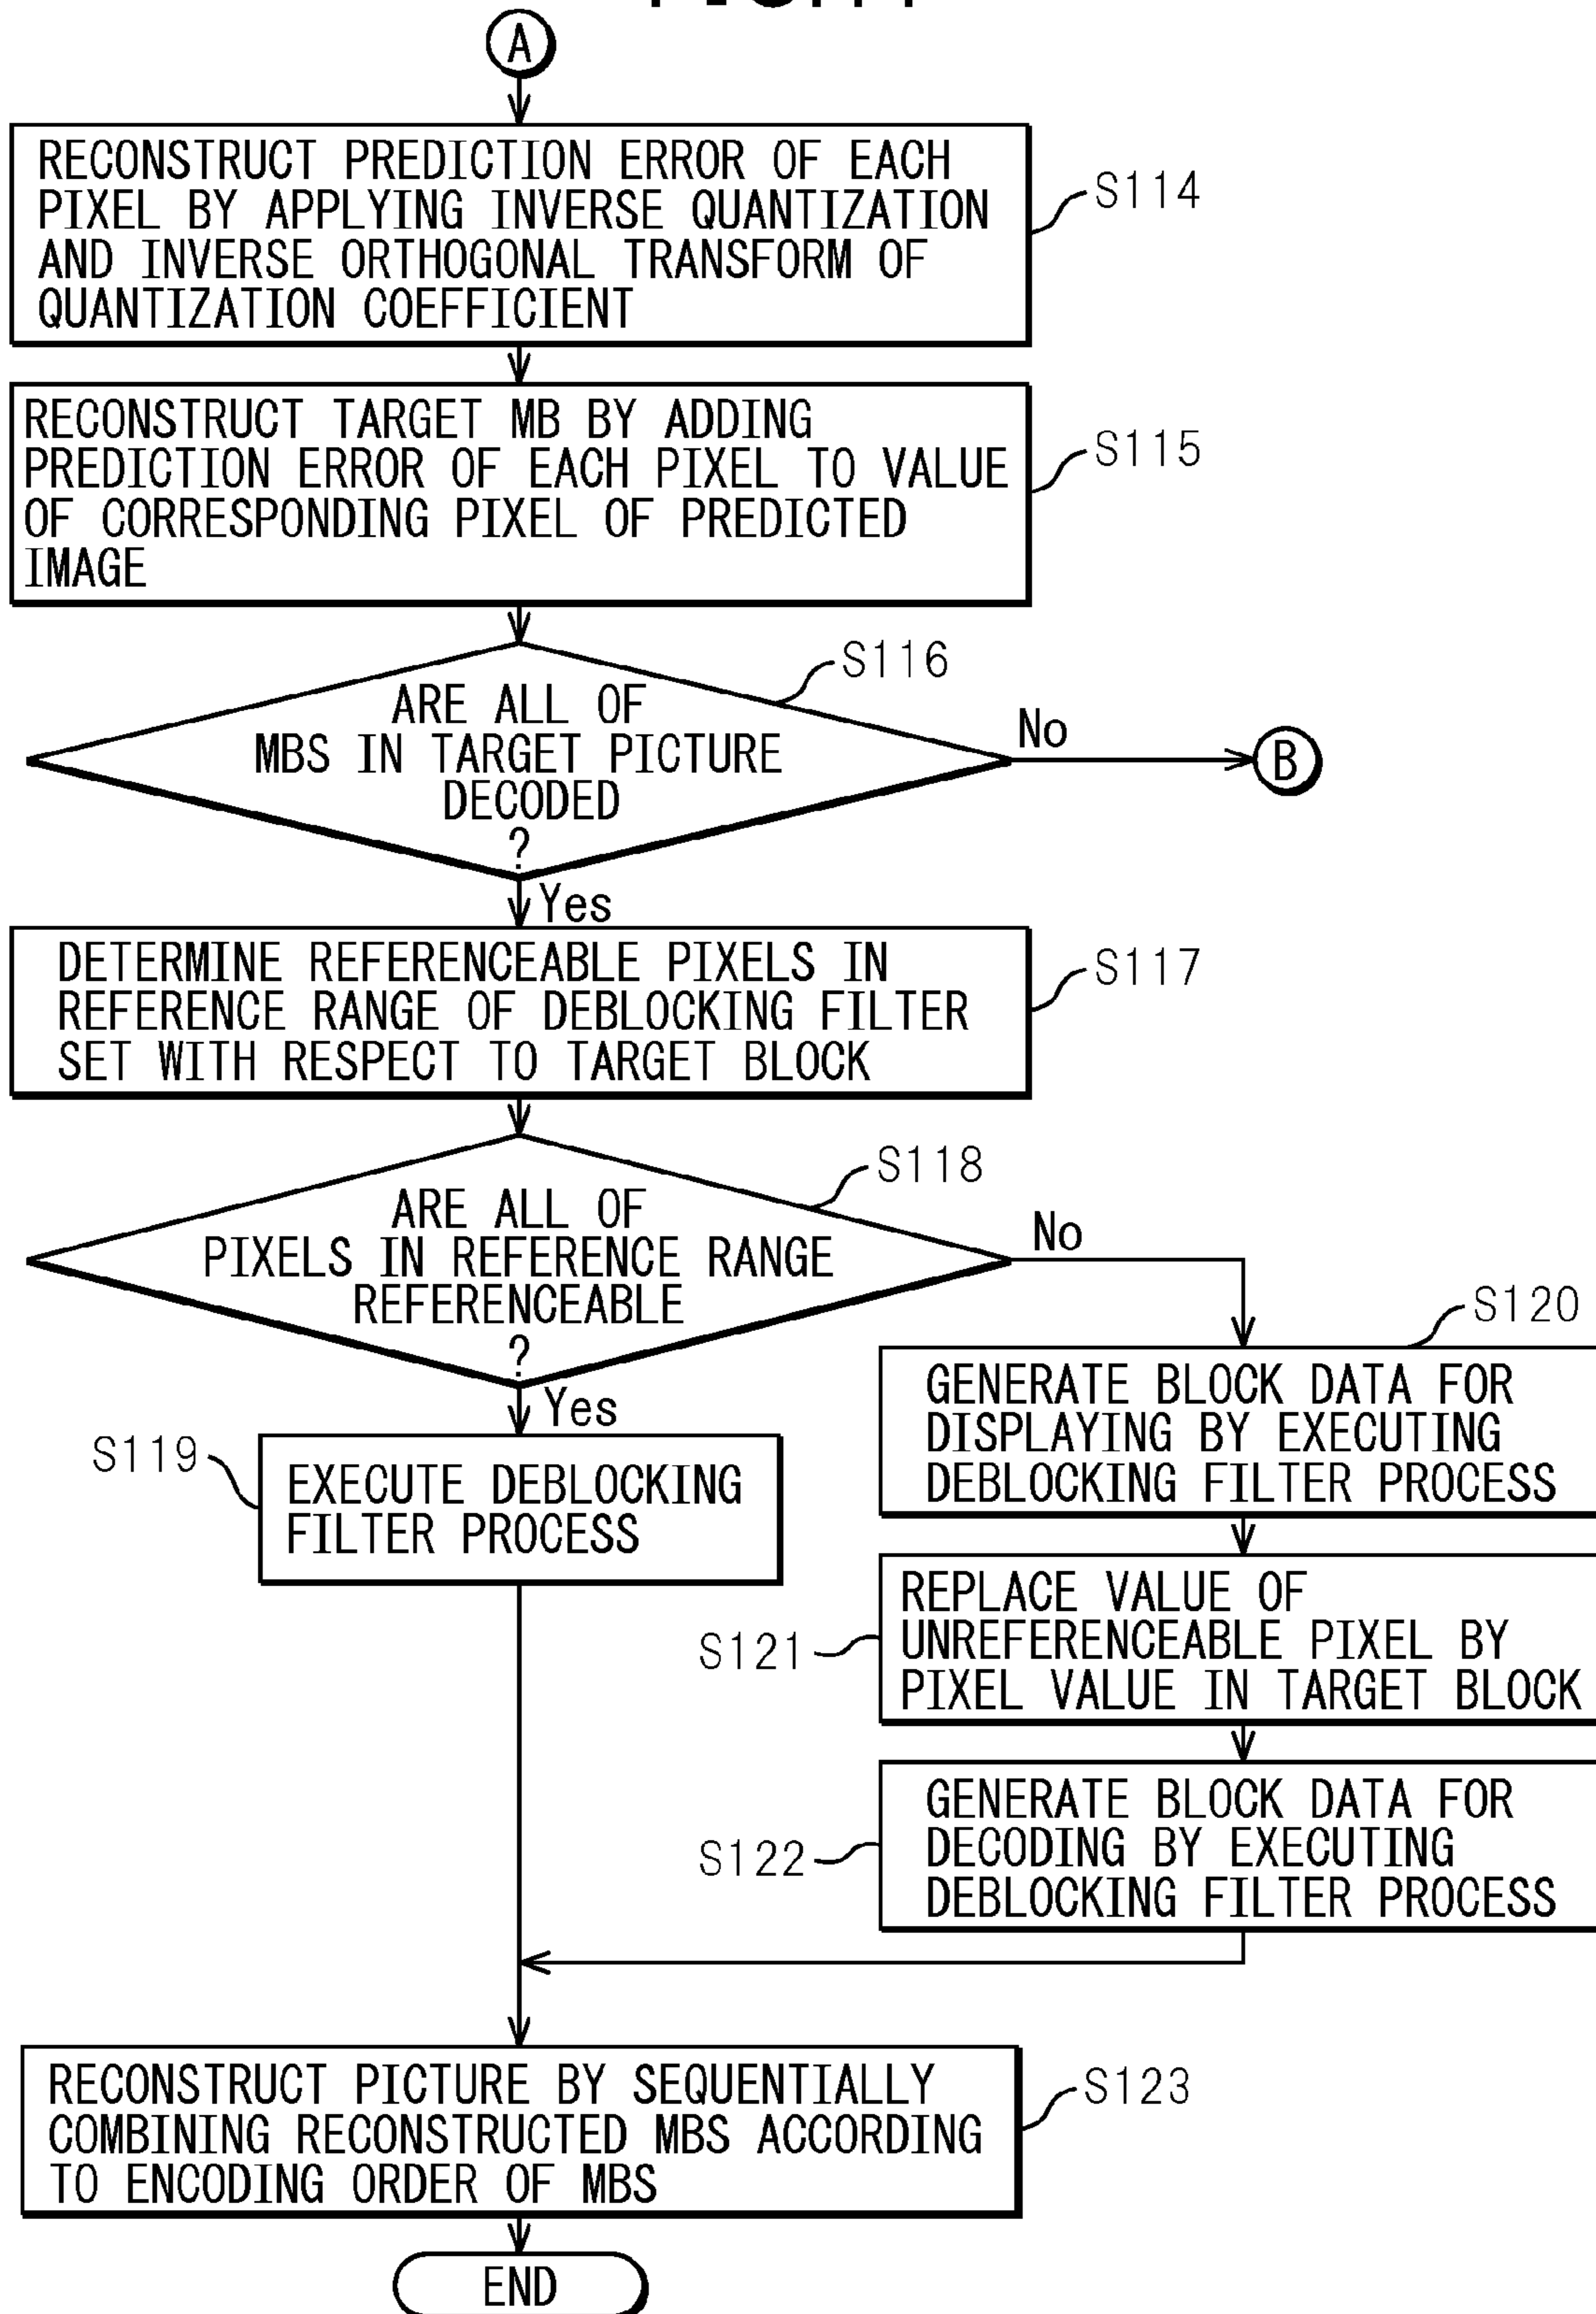 A
RECONSTRUCT PREDICTION ERROR OF EACH
PIXEL BY APPLYING INVERSE QUANTIZATION
AND INVERSE ORTHOGONAL TRANSFORM OF
QUANTIZATION COEFFICIENT
S114
RECONSTRUCT TARGET MB BY ADDING
PREDICTION ERROR OF EACH PIXEL TO VALUE
OF CORRESPONDING PIXEL OF PREDICTED
IMAGE
S115
S116
ARE ALL OF
MBS IN TARGET PICTURE
DECODED
?
No
B
Yes
DETERMINE REFERENCEABLE PIXELS IN
REFERENCE RANGE OF DEBLOCKING FILTER
SET WITH RESPECT TO TARGET BLOCK
S117
S118
ARE ALL OF
PIXELS IN REFERENCE RANGE
REFERENCEABLE
?
No
Yes
S119
EXECUTE DEBLOCKING
FILTER PROCESS
S120
GENERATE BLOCK DATA FOR
DISPLAYING BY EXECUTING
DEBLOCKING FILTER PROCESS
S121
REPLACE VALUE OF
UNREFERENCEABLE PIXEL BY
PIXEL VALUE IN TARGET BLOCK
S122
GENERATE BLOCK DATA FOR
DECODING BY EXECUTING
DEBLOCKING FILTER PROCESS
RECONSTRUCT PICTURE BY SEQUENTIALLY
COMBINING RECONSTRUCTED MBS ACCORDING
TO ENCODING ORDER OF MBS
S123
END